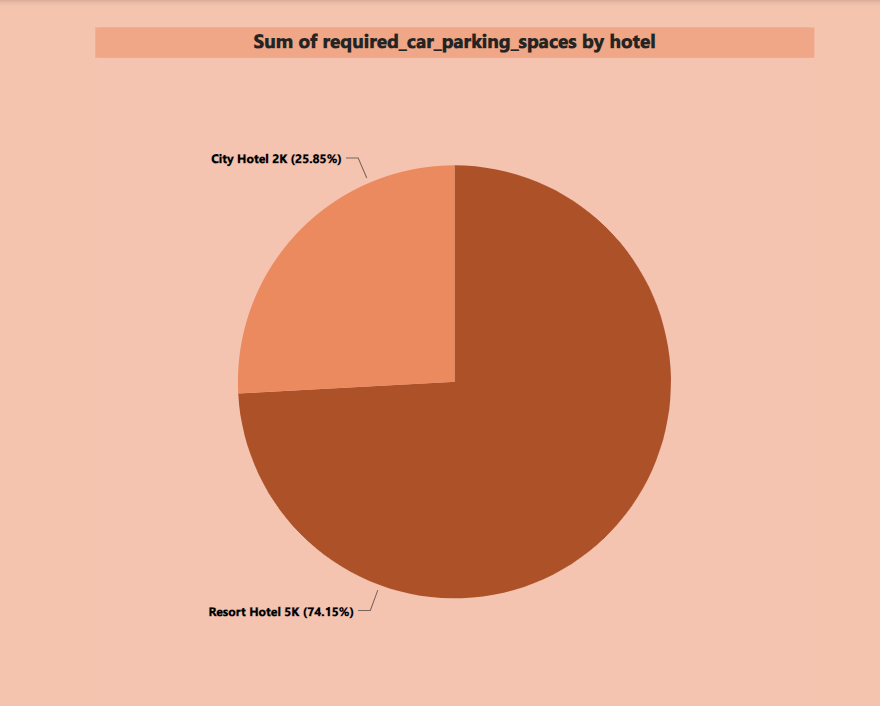 Sum of required_car_parking_spaces by hotel
City Hotel 2K (25.85%)
Resort Hotel 5K (74.15%)